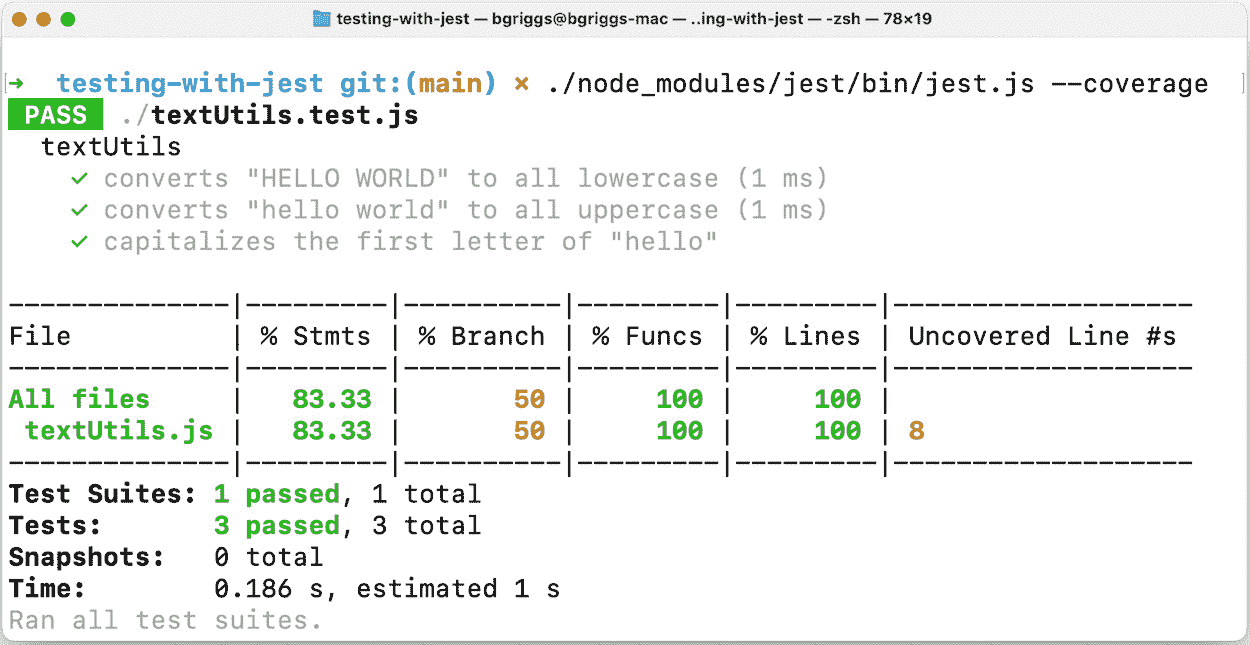 testing-with-jest — bgriggs@bgriggs-mac — ..ing-with-jest — -zsh — 78×19
[→  testing-with-jest git:(main) × ./node_modules/jest/bin/jest.js --coverage  ]
PASS ./textUtils.test.js
  textUtils
    ✓ converts "HELLO WORLD" to all lowercase (1 ms)
    ✓ converts "hello world" to all uppercase (1 ms)
    ✓ capitalizes the first letter of "hello"
--------------|---------|----------|---------|---------|-------------------
File          | % Stmts | % Branch | % Funcs | % Lines | Uncovered Line #s
--------------|---------|----------|---------|---------|-------------------
All files     |   83.33 |       50 |     100 |     100 |
 textUtils.js |   83.33 |       50 |     100 |     100 | 8
--------------|---------|----------|---------|---------|-------------------
Test Suites: 1 passed, 1 total
Tests:       3 passed, 3 total
Snapshots:   0 total
Time:        0.186 s, estimated 1 s
Ran all test suites.